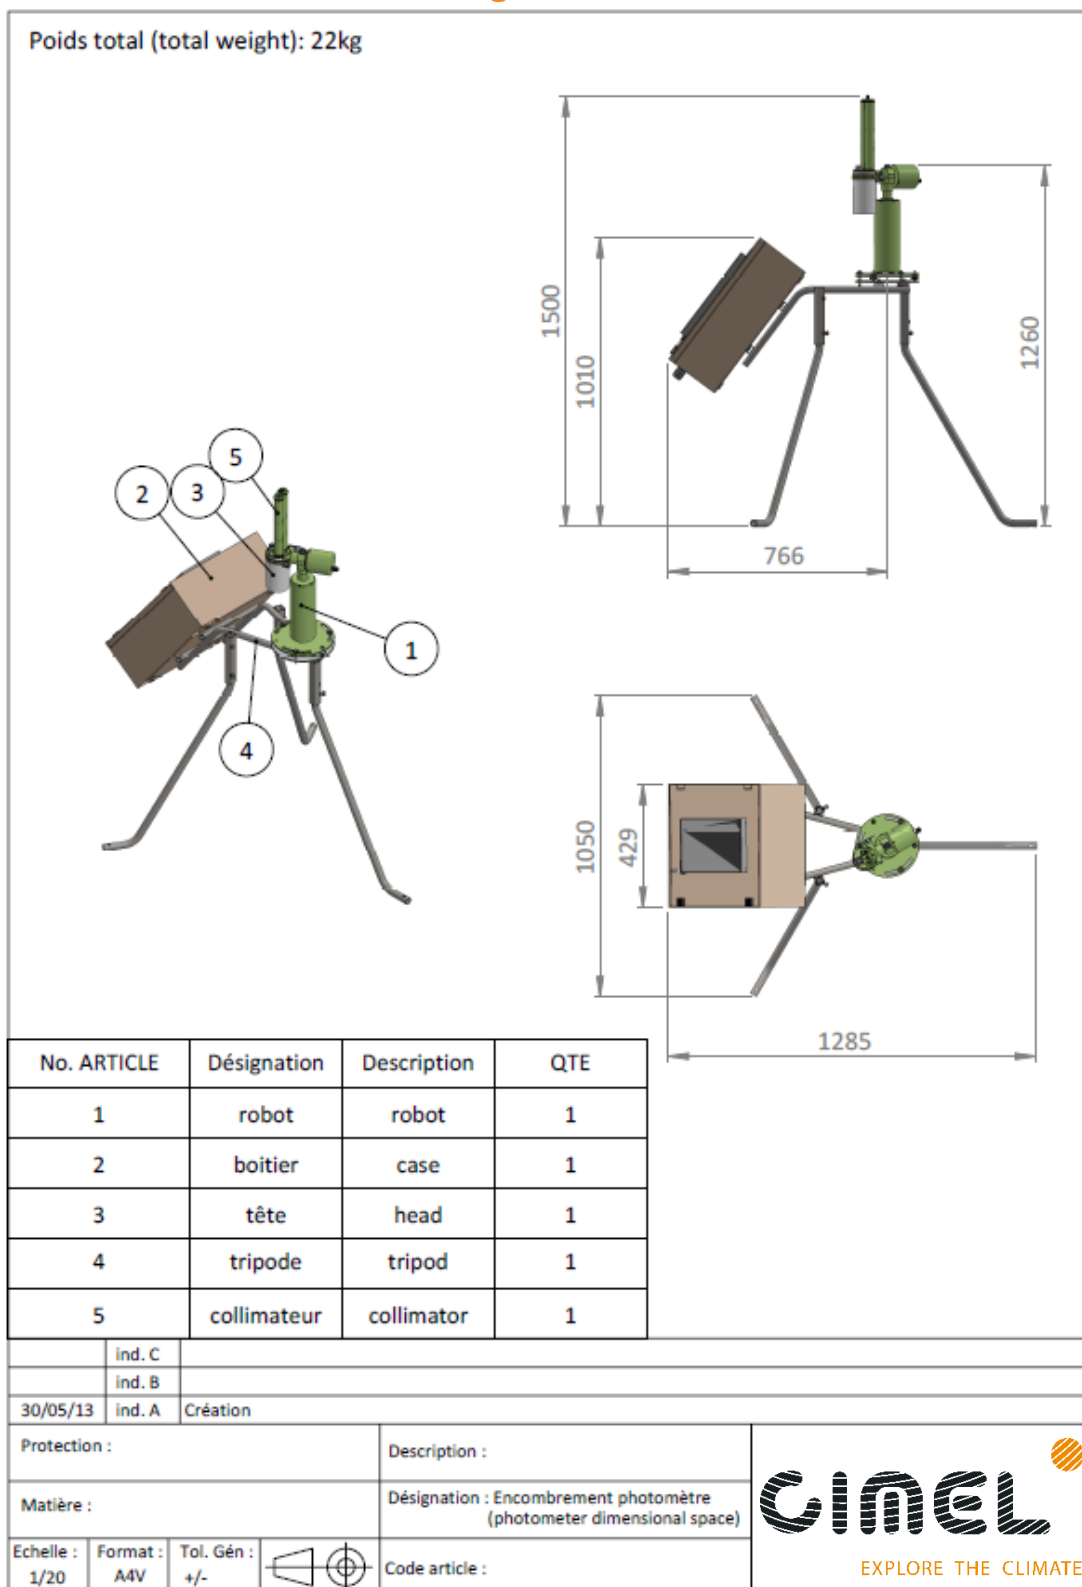 Poids total (total weight): 22kg
1500
1010
1260
766
5
2
3
1
4
1050
429
1285
No. ARTICLE Désignation Description QTE
1 robot robot 1
2 boitier case 1
3 tête head 1
4 tripode tripod 1
5 collimateur collimator 1
ind. C
ind. B
30/05/13 ind. A Création
Protection :
Description :
Matière :
Désignation : Encombrement photomètre
(photometer dimensional space)
Echelle : Format : Tol. Gén :
1/20 A4V +/-
Code article :
CIMEL
EXPLORE THE CLIMATE